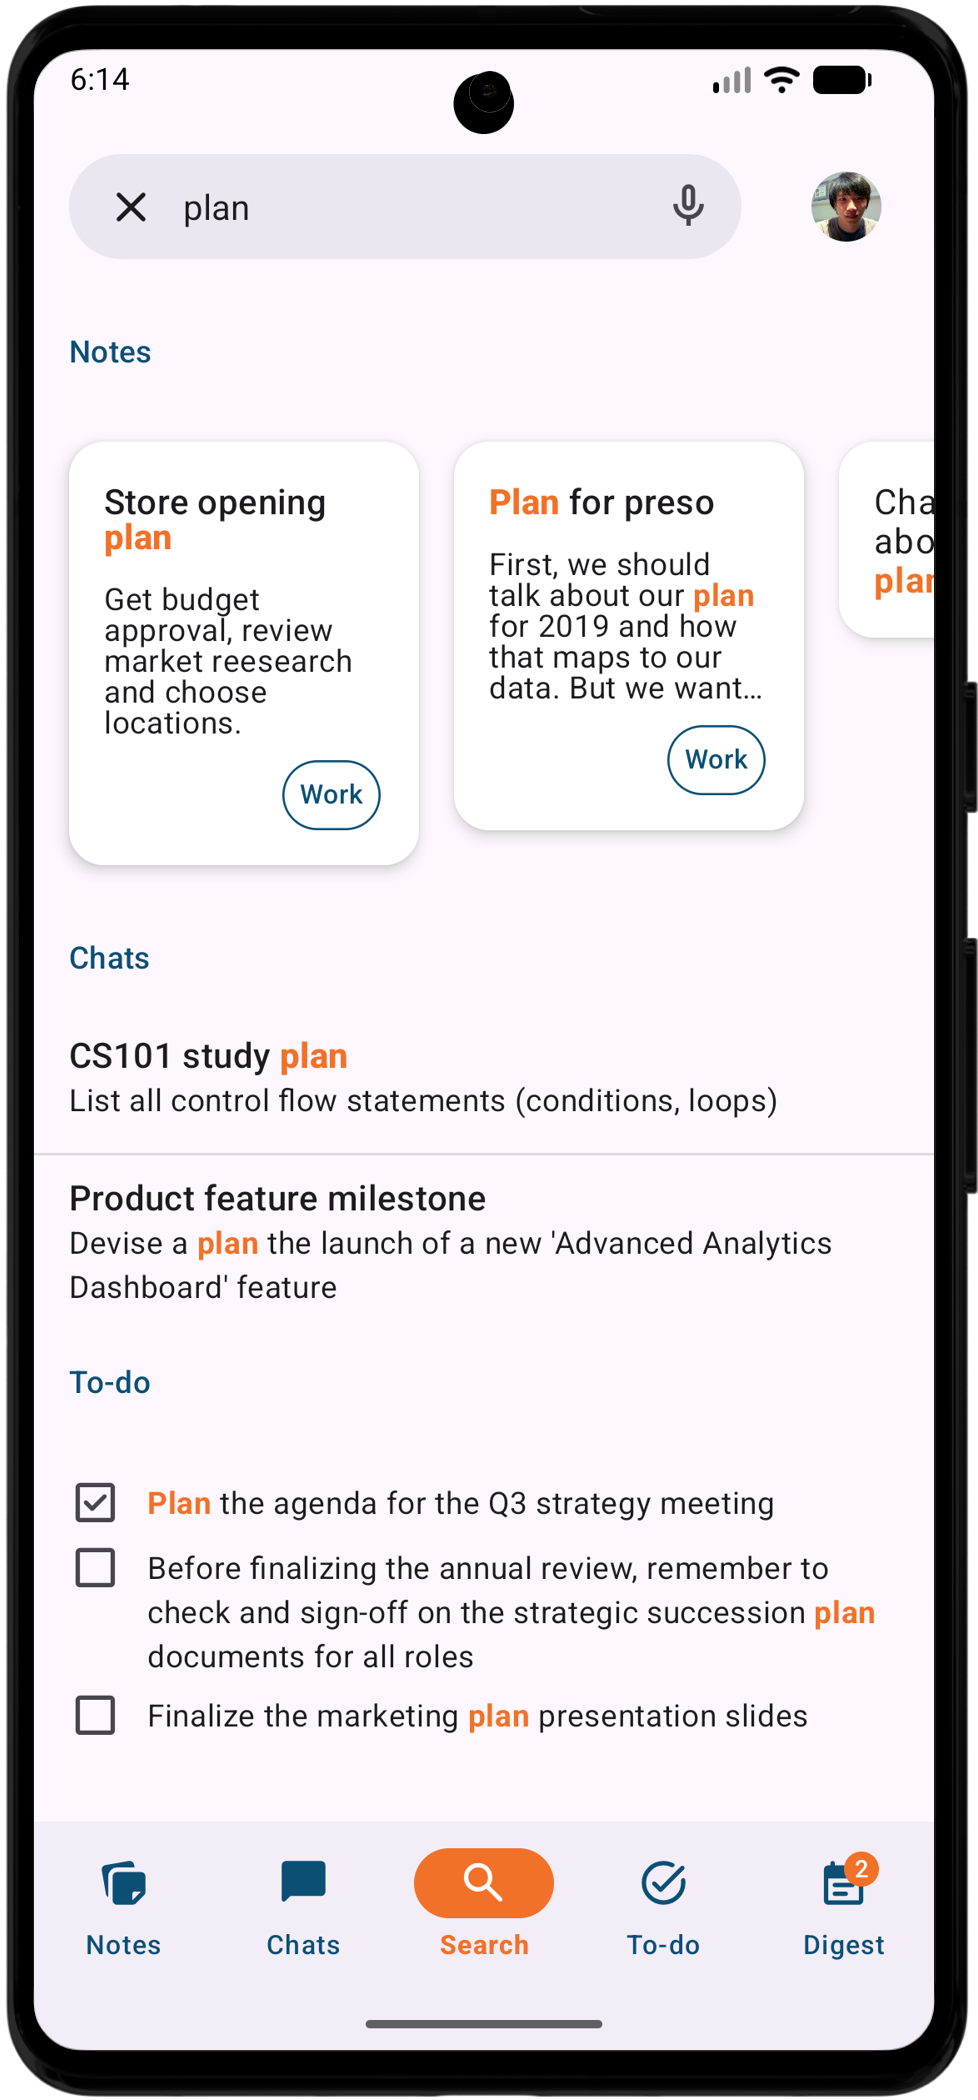 6:14
plan
Notes
Store opening
plan
Get budget
approval, review
market reesearch
and choose
locations.
Work
Plan for preso
First, we should
talk about our plan
for 2019 and how
that maps to our
data. But we want...
Work
Chats
CS101 study plan
List all control flow statements (conditions, loops)
Product feature milestone
Devise a plan the launch of a new 'Advanced Analytics
Dashboard' feature
To-do
Plan the agenda for the Q3 strategy meeting
Before finalizing the annual review, remember to
check and sign-off on the strategic succession plan
documents for all roles
Finalize the marketing plan presentation slides
2
Notes
Chats
Search
To-do
Digest